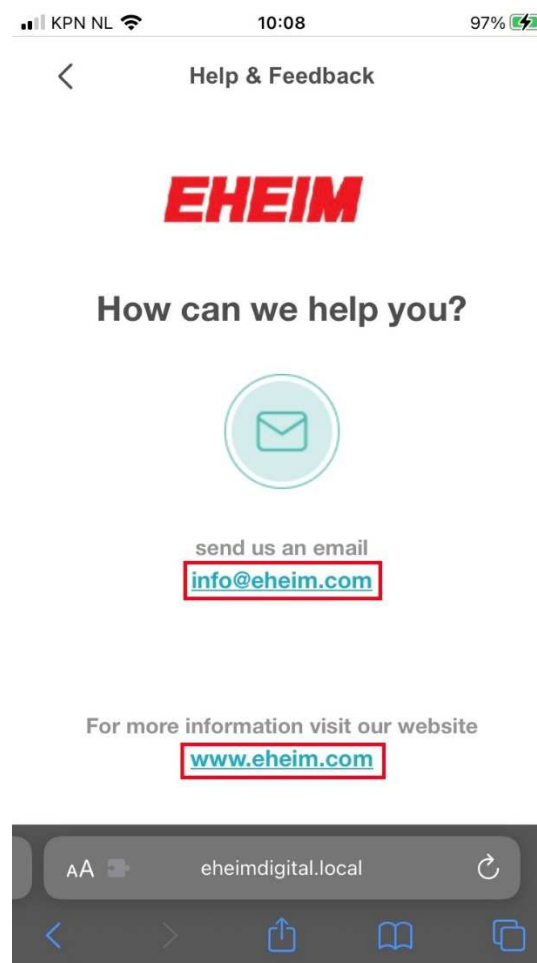 KPN NL 10:08 97%
Help & Feedback
EHEIM
How can we help you?
send us an email
info@eheim.com
For more information visit our website
www.eheim.com
AA eheimdigital.local